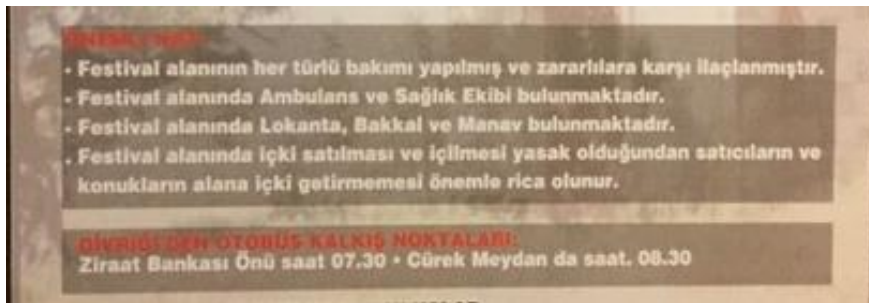 ÖNEMLİ NOT:
- Festival alanının her türlü bakımı yapılmış ve zararlılara karşı ilaçlanmıştır.
- Festival alanında Ambulans ve Sağlık Ekibi bulunmaktadır.
- Festival alanında Lokanta, Bakkal ve Manav bulunmaktadır.
. Festival alanında içki satılması ve içilmesi yasak olduğundan satıcıların ve
konukların alana içki getirmemesi önemle rica olunur.
DİVRİĞİ'DEN OTOBÜS KALKIŞ NOKTALARI:
Ziraat Bankası Önü saat 07.30 • Cürek Meydan da saat. 08.30